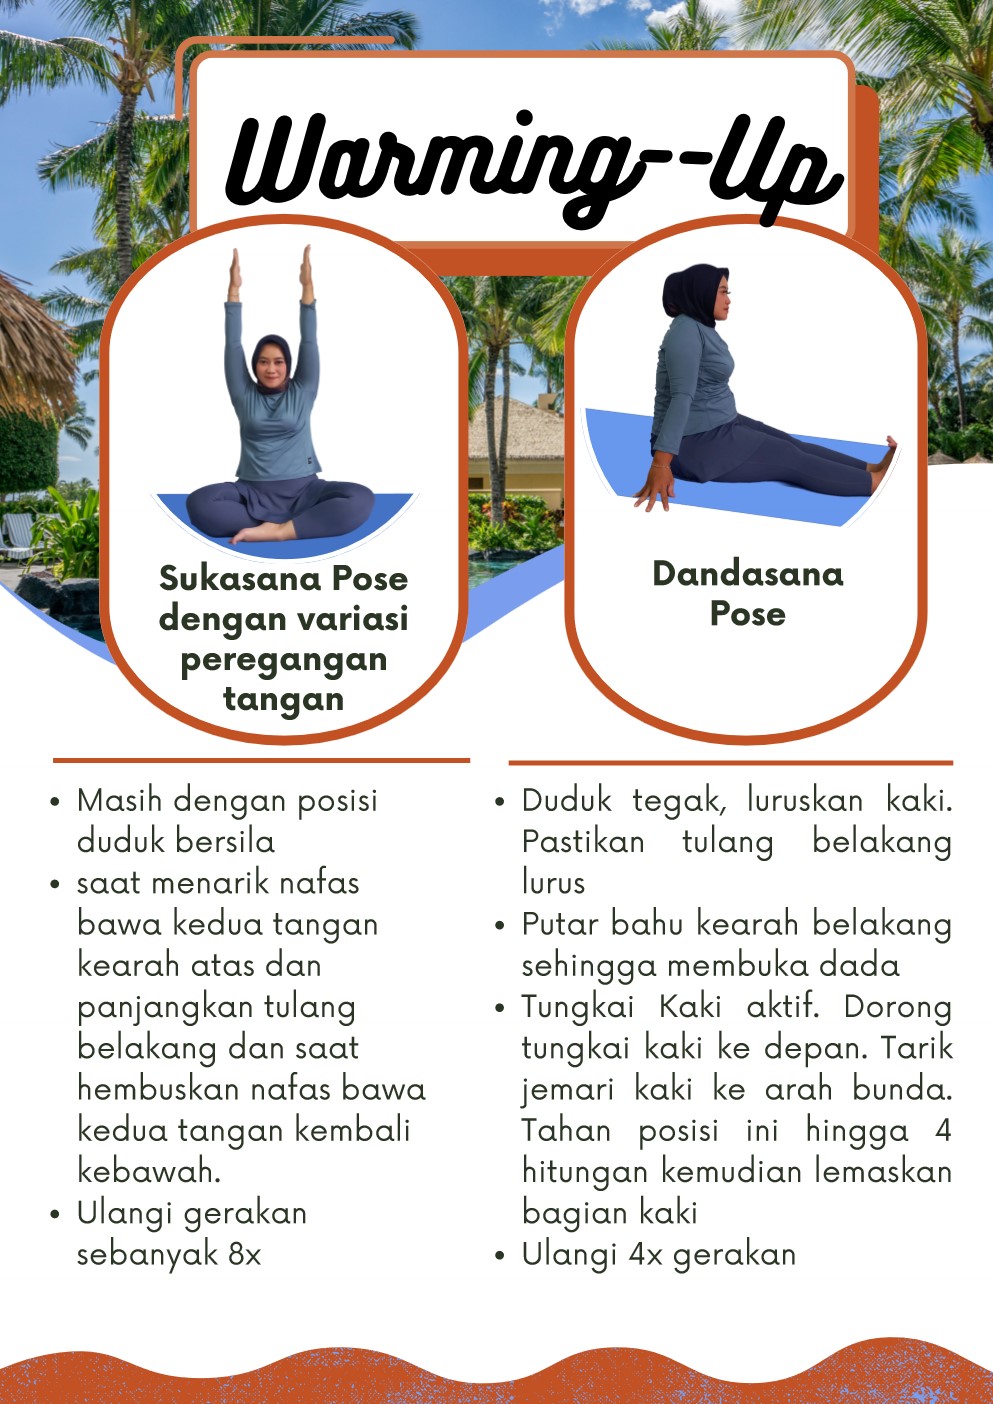 Warming--Up
Sukasana Pose
dengan variasi
peregangan
tangan
Dandasana
Pose
• Masih dengan posisi
duduk bersila
• saat menarik nafas
bawa kedua tangan
kearah atas dan
panjangkan tulang
belakang dan saat
hembuskan nafas bawa
kedua tangan kembali
kebawah.
• Ulangi gerakan
sebanyak 8x
• Duduk tegak, luruskan kaki.
Pastikan tulang belakang
lurus
• Putar bahu kearah belakang
sehingga membuka dada
• Tungkai Kaki aktif. Dorong
tungkai kaki ke depan. Tarik
jemari kaki ke arah bunda.
Tahan posisi ini hingga 4
hitungan kemudian lemaskan
bagian kaki
• Ulangi 4x gerakan